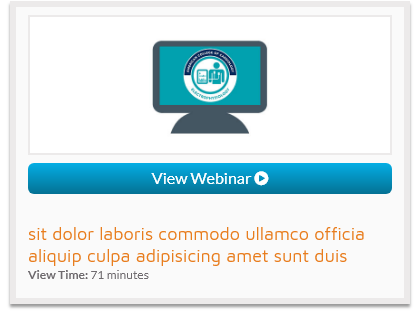 View Webinar
sit dolor laboris commodo ullamco officia
aliquip culpa adipisicing amet sunt duis
View Time: 71 minutes